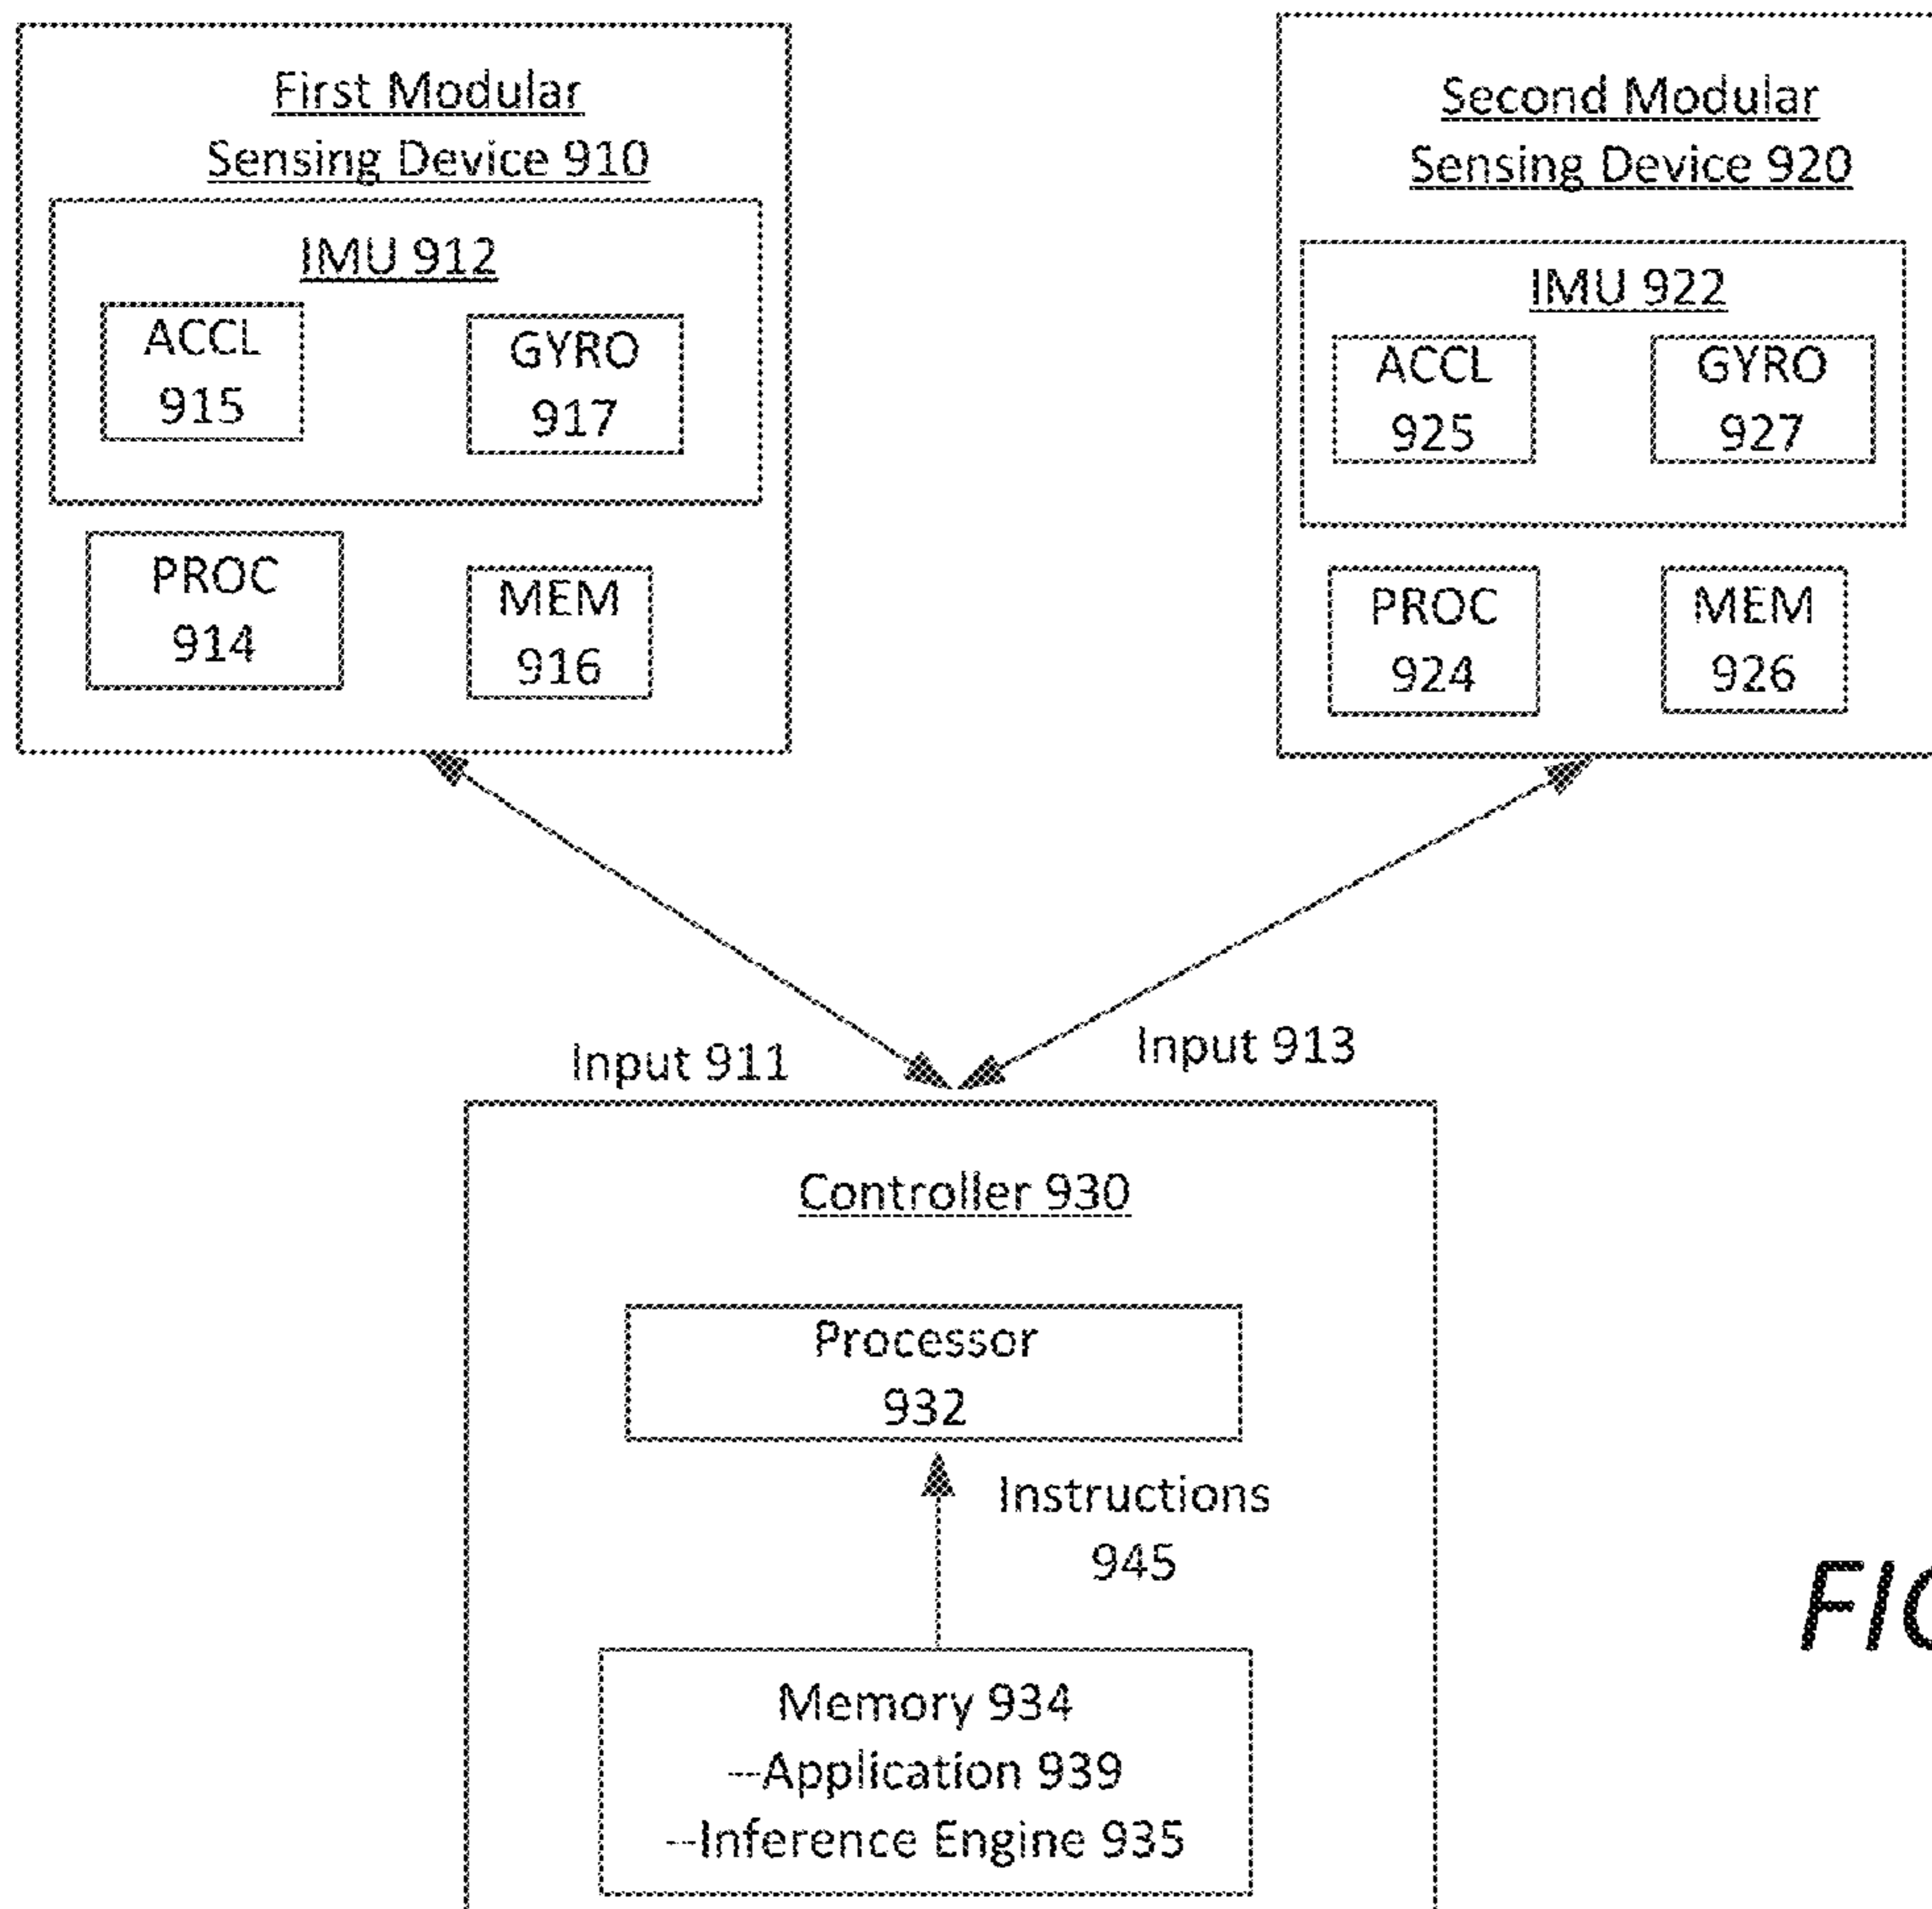 First Modular
Sensing Device 910
IMU 912
ACCL
915
GYRO
917
PROC
914
MEM
916
Second Modular
Sensing Device 920
IMU 922
ACCL
925
GYRO
927
PROC
924
MEM
926
Input 911
Input 913
Controller 930
Processor
932
Instructions
945
Memory 934
--Application 939
--Inference Engine 935